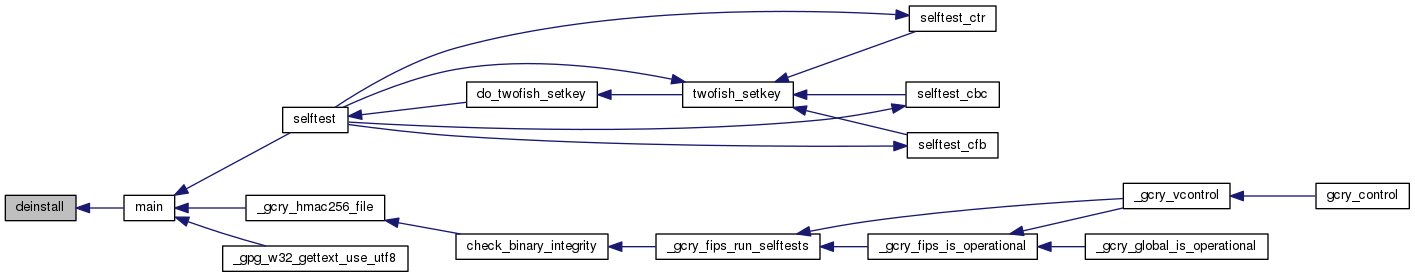 selftest_ctr
do_twofish_setkey
twofish_setkey
selftest_cbc
selftest
selftest_cfb
deinstall
main
_gcry_hmac256_file
_gcry_vcontrol
gcry_control
check_binary_integrity
_gcry_fips_run_selftests
_gcry_fips_is_operational
_gcry_global_is_operational
_gpg_w32_gettext_use_utf8